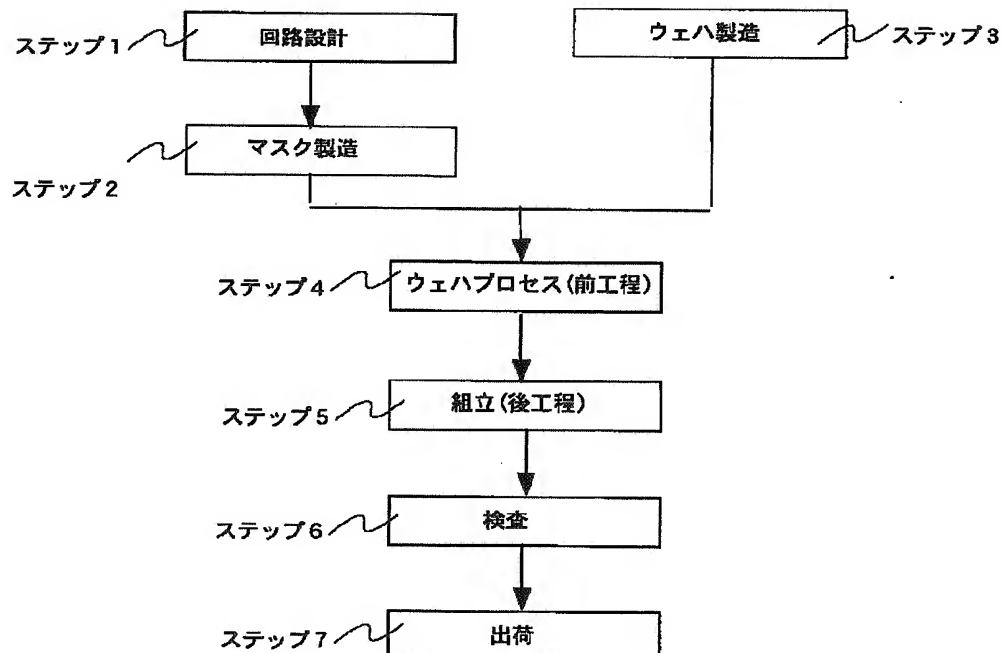 ステップ1
回路設計
ウェハ製造
ステップ3
マスク製造
ステップ2
ステップ4
ウェハプロセス(前工程)
ステップ5
組立(後工程)
ステップ6
検査
ステップ7
出荷